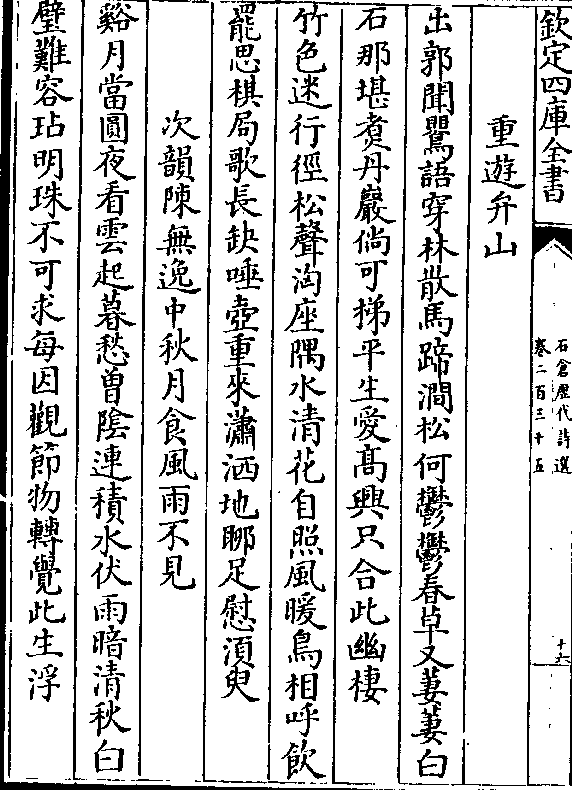 欽定四庫全書
石倉歷代詩選
卷二百三十五
十六
重遊弁山
出郭聞鸎語穿林散馬蹄澗松何鬱鬱春草又萋萋白
石那堪煑丹巖倘可梯平生愛髙興只合此幽棲
竹色迷行徑松聲洶座隅水清花自照風暖鳥相呼飲
罷思棋局歌長缺唾壺重來瀟洒地聊足慰湏臾
次韻陳無逸中秋月食風雨不見
谿月當圓夜看雲起暮愁曽陰連積水伏雨暗清秋白
璧難容玷明珠不可求每因觀節物轉覺此生浮